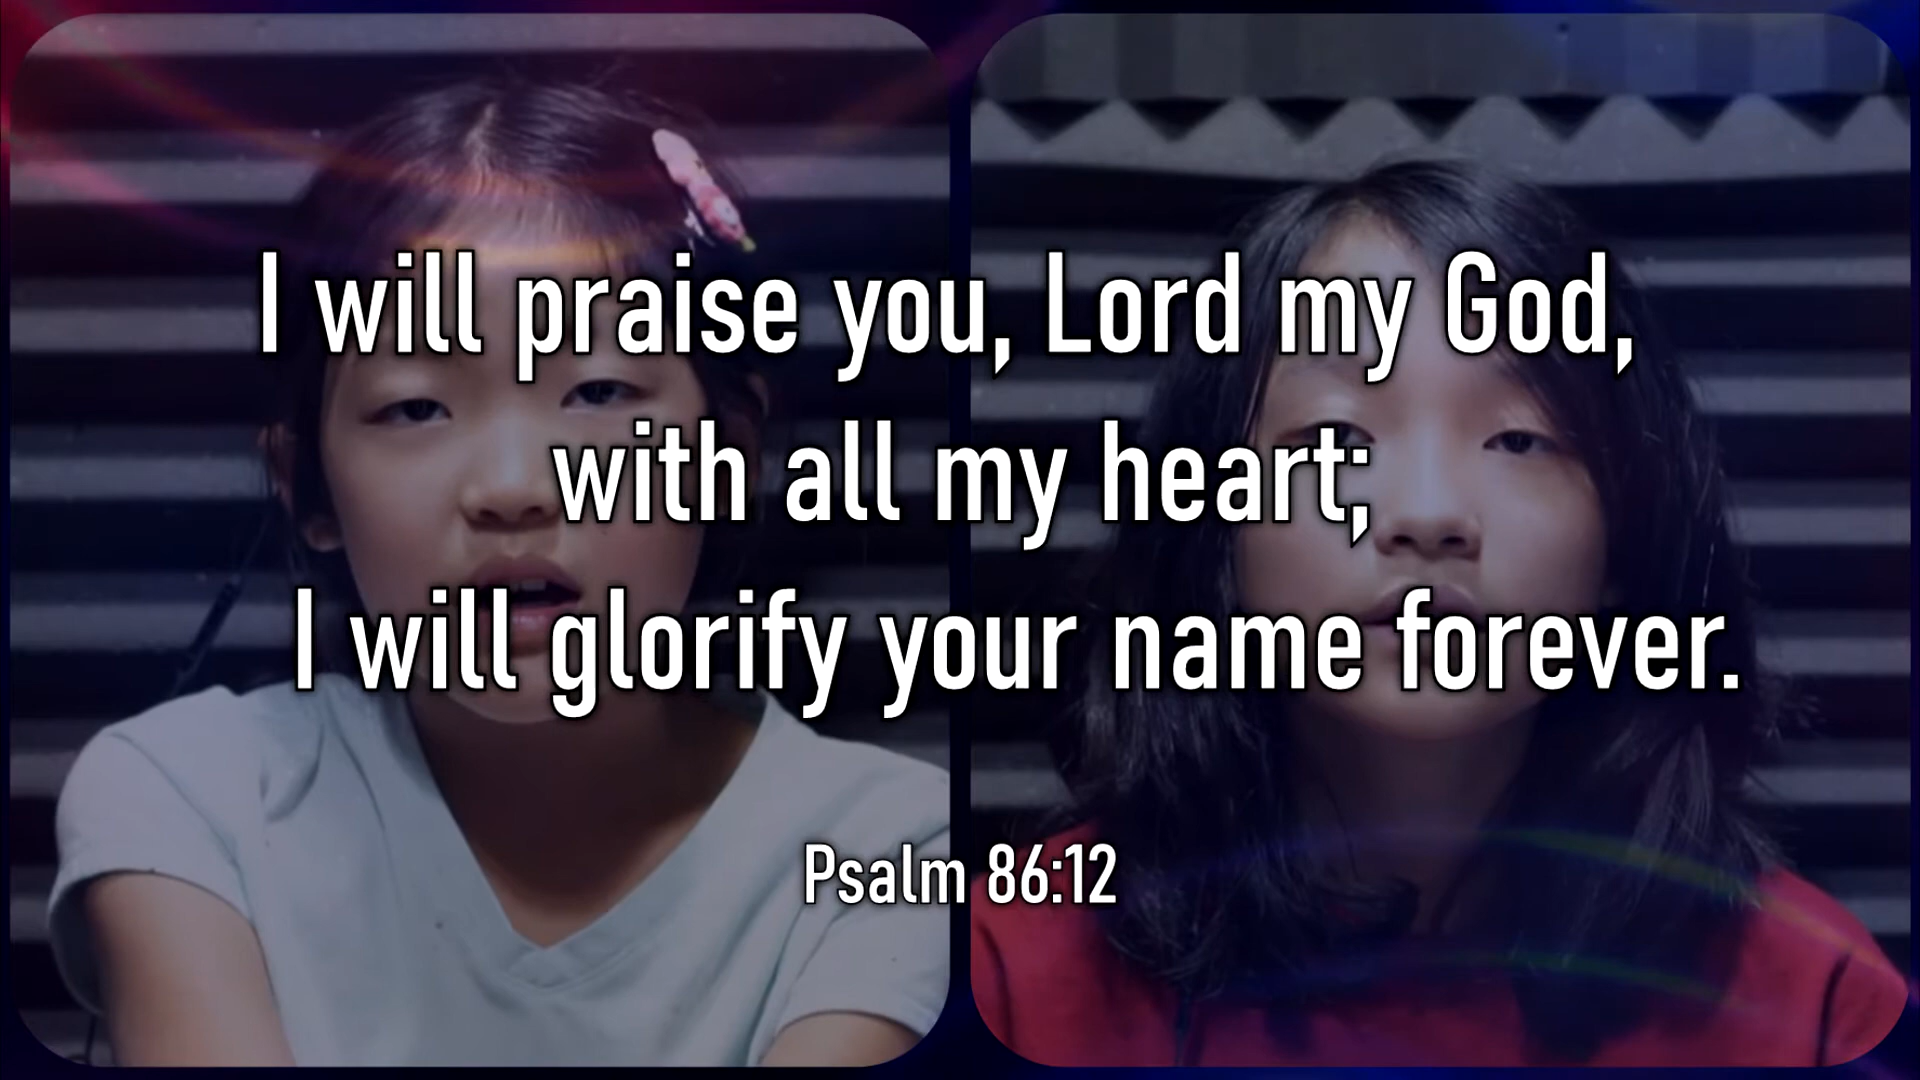 I will praise you, Lord my God,
with all my heart;
I will glorify your name forever.
Psalm 86:12